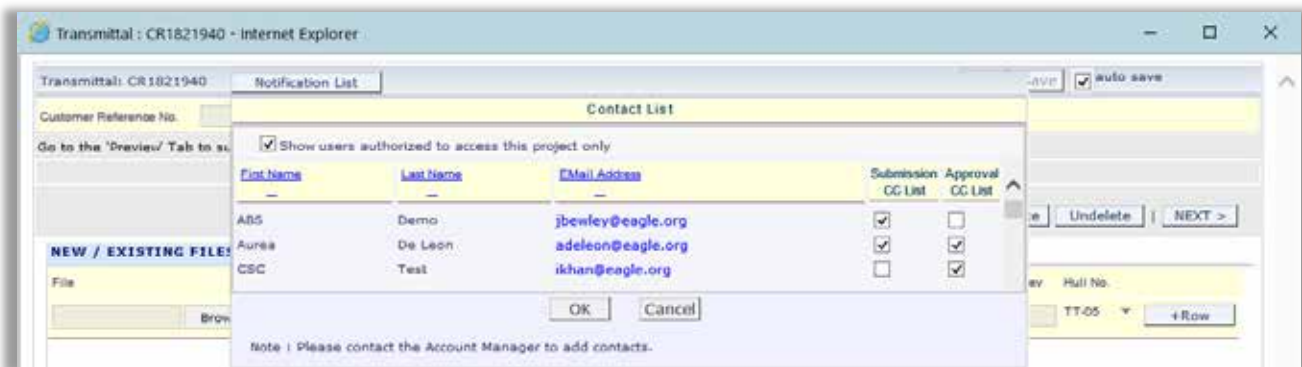 Transmittal : CR1821940 - Internet Explorer
Transmittal: CR1821940 Notification List Save auto save
Contact List
Customer Reference No.
Show users authorized to access this project only
Go to the 'Preview' Tab to su
First Name Last Name EMail Address Submission CC List Approval CC List
ABS Demo jbewley@eagle.org
Undelete | NEXT >
Aurea De Leon adeleon@eagle.org
NEW / EXISTING FILES
CSC Test ikhan@eagle.org
File Hull No.
OK Cancel
Brow TT-05 +Row
Note : Please contact the Account Manager to add contacts.